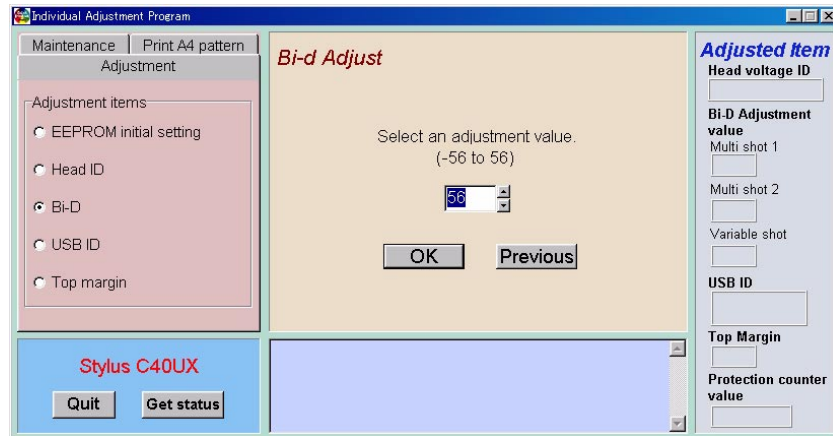 Individual Adjustment Program
Maintenance
Print A4 pattern
Adjustment
Adjustment items
EEPROM initial setting
Head ID
Bi-D
USB ID
Top margin
Stylus C40UX
Quit
Get status
Bi-d Adjust
Select an adjustment value.
(-56 to 56)
56
OK
Previous
Adjusted Item
Head voltage ID
Bi-D Adjustment
value
Multi shot 1
Multi shot 2
Variable shot
USB ID
Top Margin
Protection counter
value